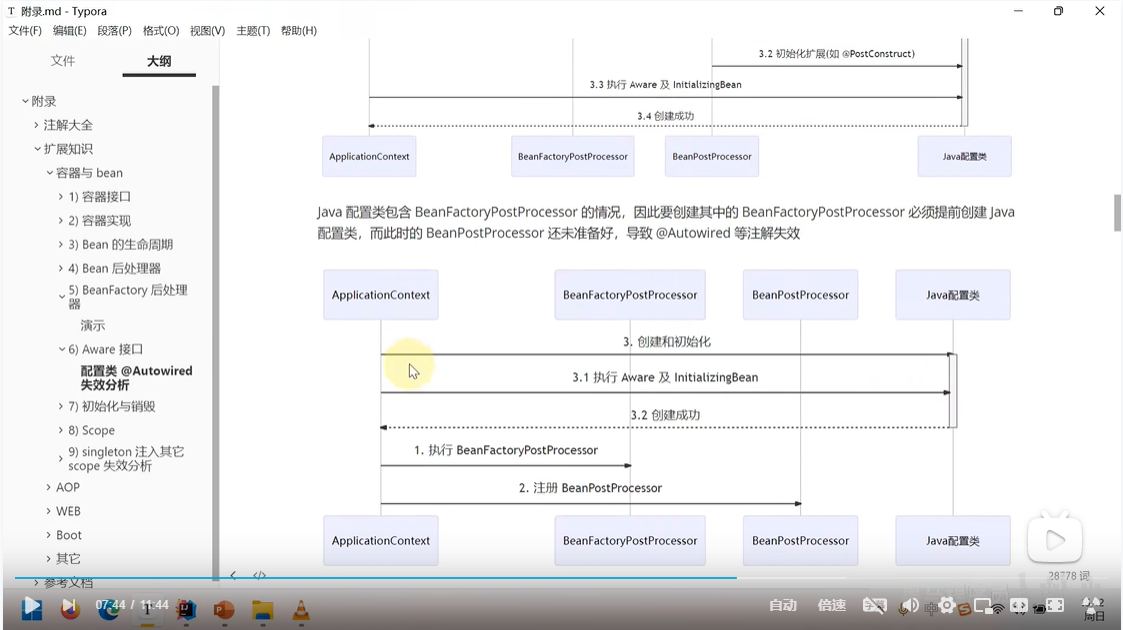 附录.md - Typora
文件(F) 编辑(E) 段落(P) 格式(O) 视图(V) 主题(T) 帮助(H)
文件 大纲
附录
注解大全
扩展知识
容器与 bean
1) 容器接口
2) 容器实现
3) Bean 的生命周期
4) Bean 后处理器
5) BeanFactory 后处理
器
演示
6) Aware 接口
配置类 @Autowired
失效分析
7) 初始化与销毁
8) Scope
9) singleton 注入其它
scope 失效分析
AOP
WEB
Boot
其它
参考文档
3.2 初始化扩展(如 @PostConstruct)
3.3 执行 Aware 及 InitializingBean
3.4 创建成功
ApplicationContext BeanFactoryPostProcessor BeanPostProcessor Java配置类
Java 配置类包含 BeanFactoryPostProcessor 的情况，因此要创建其中的 BeanFactoryPostProcessor 必须提前创建 Java
配置类，而此时的 BeanPostProcessor 还未准备好，导致 @Autowired 等注解失效
ApplicationContext BeanFactoryPostProcessor BeanPostProcessor Java配置类
3. 创建和初始化
3.1 执行 Aware 及 InitializingBean
3.2 创建成功
1. 执行 BeanFactoryPostProcessor
2. 注册 BeanPostProcessor
ApplicationContext BeanFactoryPostProcessor BeanPostProcessor Java配置类
28778 词
07:44 / 11:44 自动 倍速
周日